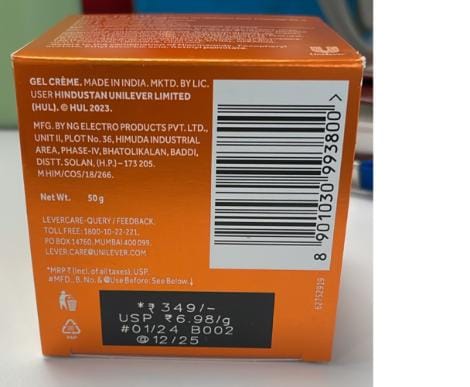 GEL CRÈME. MADE IN INDIA. MKTD. BY LIC.
USER HINDUSTAN UNILEVER LIMITED
(HUL). © HUL 2023.
MFG. BY NG ELECTRO PRODUCTS PVT. LTD.,
UNIT II, PLOT No. 36, HIMUDA INDUSTRIAL
AREA, PHASE-IV, BHATOLIKALAN, BADDI,
DISTT. SOLAN, (H.P.) – 173 205.
M HIM/COS/18/266.
Net Wt. 50 g
LEVERCARE-QUERY / FEEDBACK.
TOLL FREE: 1800-10-22-221,
PO BOX 14760, MUMBAI 400 099.
LEVER.CARE@UNILEVER.COM
*MRP ₹ (Incl. of all taxes), USP.
#MFD., B. No. & @Use Before: See Below.↓
*₹ 349/-
USP ₹6.98/g
#01/24 B002
@12/25
PAP
8 901030 993800 >
62752919